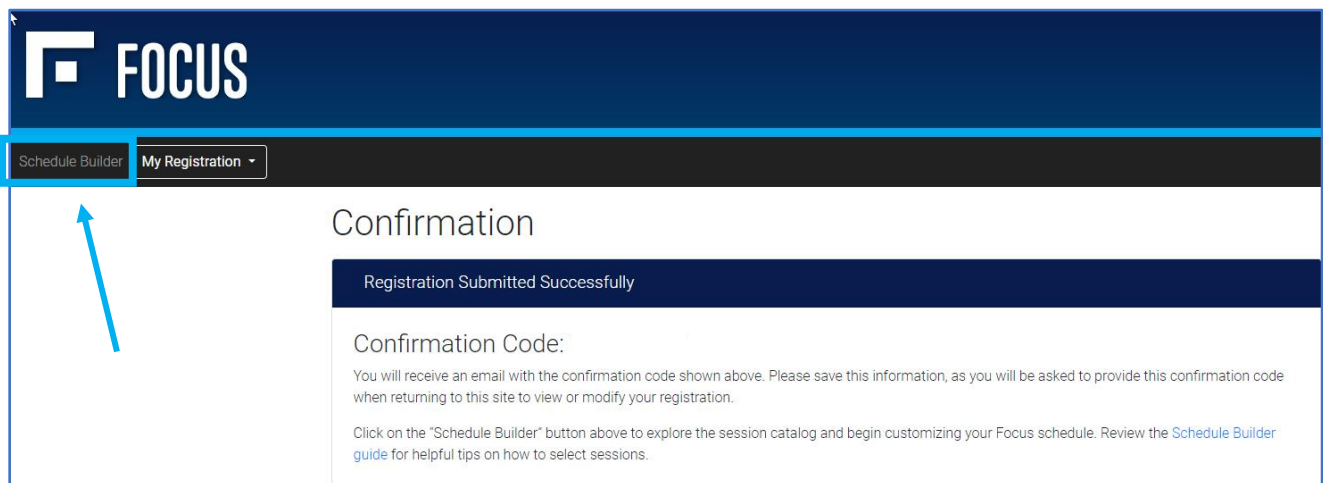 FOCUS
Schedule Builder My Registration
Confirmation
Registration Submitted Successfully
Confirmation Code:
You will receive an email with the confirmation code shown above. Please save this information, as you will be asked to provide this confirmation code
when returning to this site to view or modify your registration.
Click on the "Schedule Builder" button above to explore the session catalog and begin customizing your Focus schedule. Review the Schedule Builder
guide for helpful tips on how to select sessions.